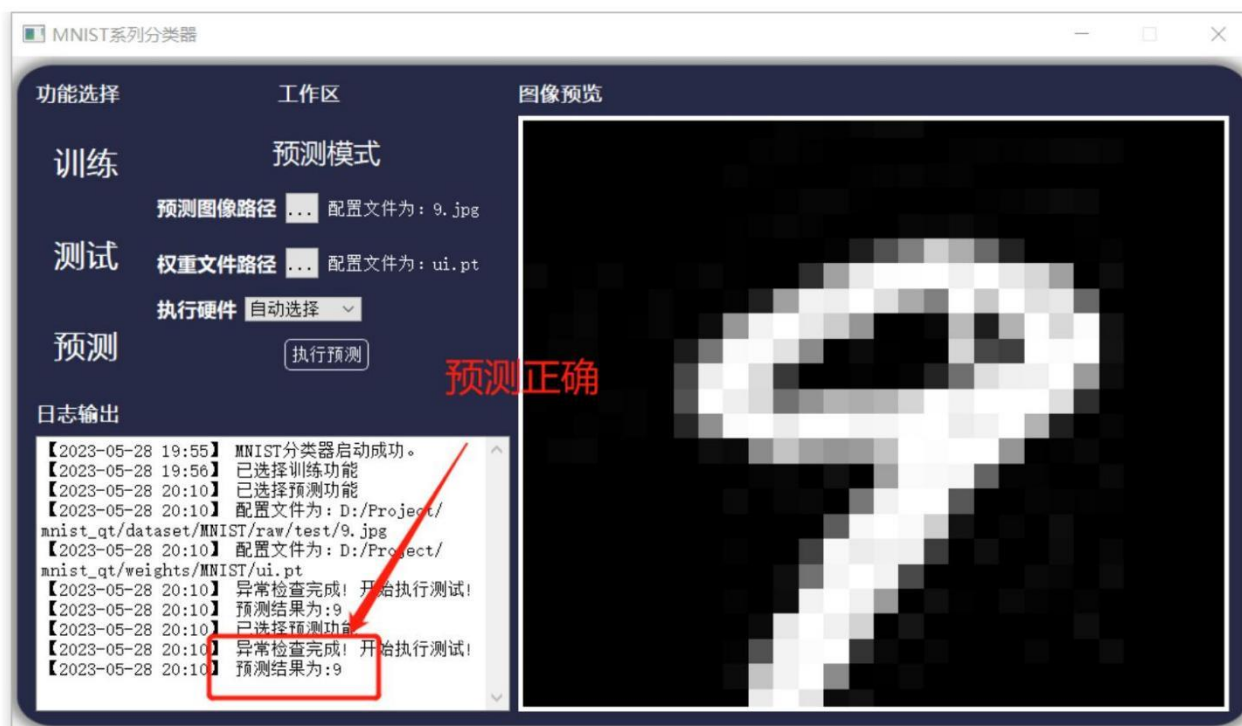 MNIST系列分类器
功能选择
工作区
图像预览
训练
预测模式
预测图像路径 ... 配置文件为: 9.jpg
测试
权重文件路径 ... 配置文件为: ui.pt
执行硬件 自动选择
预测
执行预测
预测正确
日志输出
【2023-05-28 19:55】 MNIST分类器启动成功。
【2023-05-28 19:56】 已选择训练功能
【2023-05-28 20:10】 已选择预测功能
【2023-05-28 20:10】 配置文件为: D:/Project/
mnist_qt/dataset/MNIST/raw/test/9.jpg
【2023-05-28 20:10】 配置文件为: D:/Project/
mnist_qt/weights/MNIST/ui.pt
【2023-05-28 20:10】 异常检查完成! 开始执行测试!
【2023-05-28 20:10】 预测结果为:9
【2023-05-28 20:10】 已选择预测功能
【2023-05-28 20:10】 异常检查完成! 开始执行测试!
【2023-05-28 20:10】 预测结果为:9
9